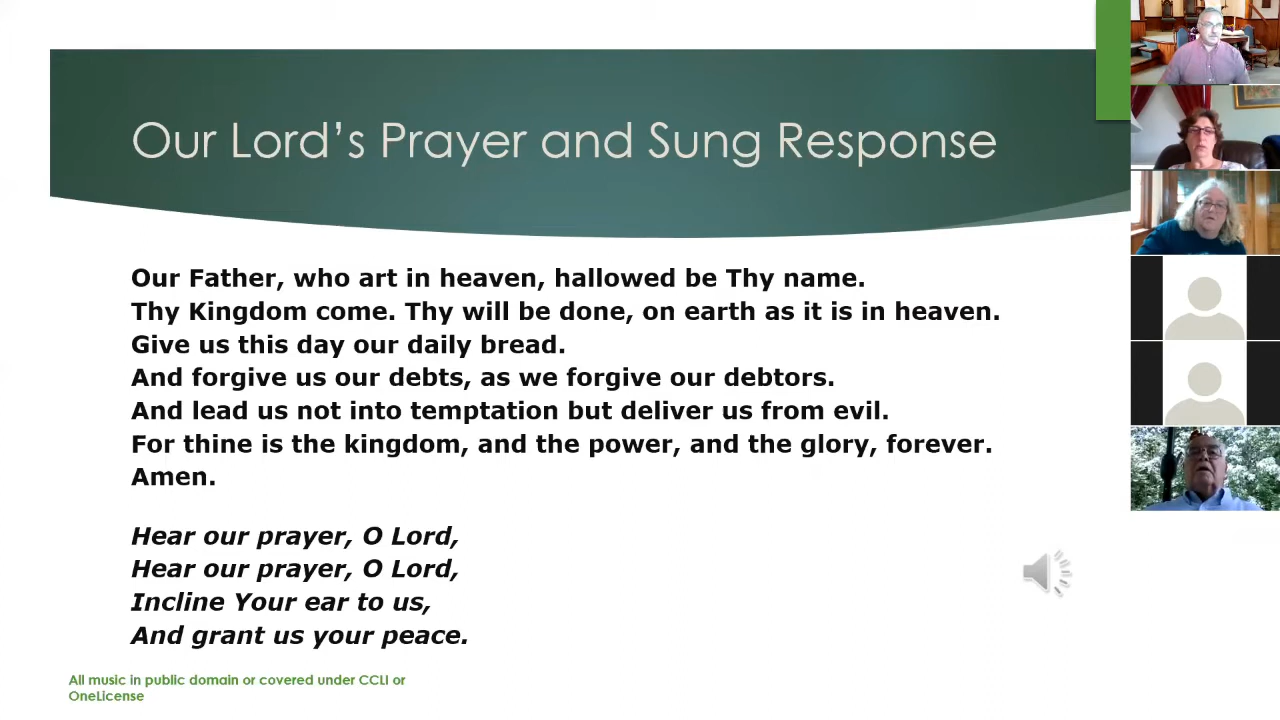 Our Lord’s Prayer and Sung Response
Our Father, who art in heaven, hallowed be Thy name.
Thy Kingdom come. Thy will be done, on earth as it is in heaven.
Give us this day our daily bread.
And forgive us our debts, as we forgive our debtors.
And lead us not into temptation but deliver us from evil.
For thine is the kingdom, and the power, and the glory, forever.
Amen.
Hear our prayer, O Lord,
Hear our prayer, O Lord,
Incline Your ear to us,
And grant us your peace.
All music in public domain or covered under CCLI or
OneLicense